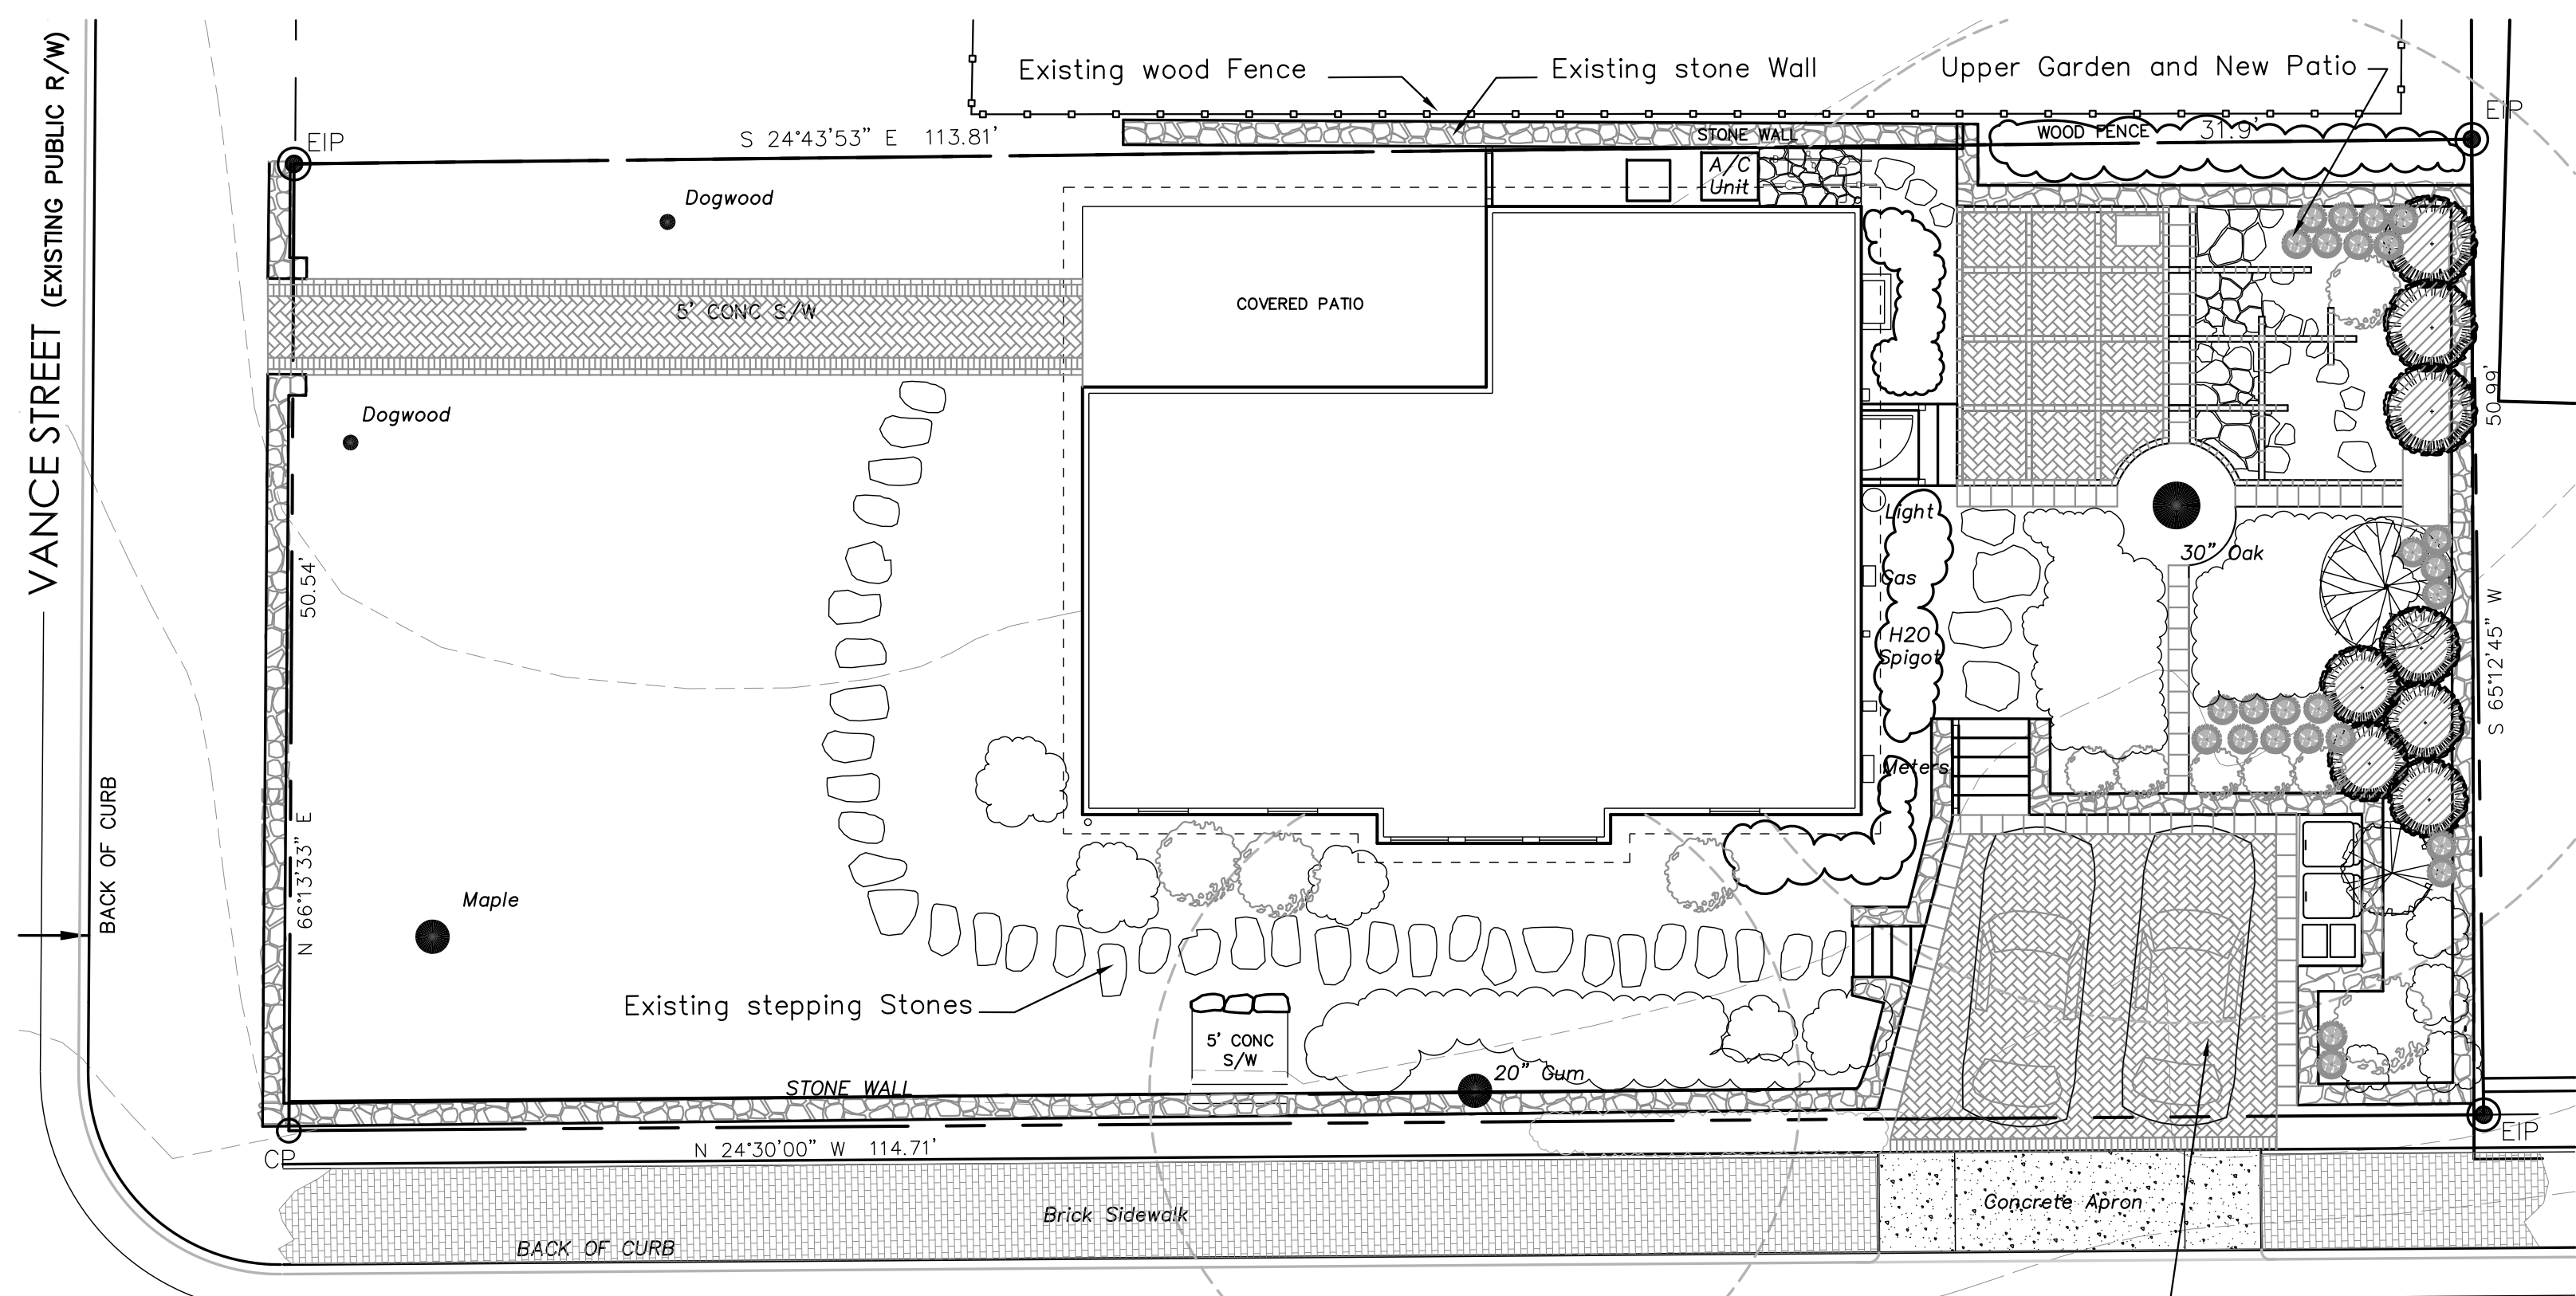 Existing wood Fence
Existing stone Wall
Upper Garden and New Patio
VANCE STREET (EXISTING PUBLIC R/W)
EIP
S 24°43'53" E 113.81'
STONE WALL
WOOD FENCE
31.9'
EIP
A/C
Unit
Dogwood
5' CONC S/W
COVERED PATIO
Dogwood
50.99'
Light
30" Oak
50.54'
Gas
H2O
Spigot
S 65°12'45" W
Meters
BACK OF CURB
N 66°13'33" E
Maple
Existing stepping Stones
5' CONC
S/W
20" Gum
STONE WALL
CP
N 24°30'00" W 114.71'
EIP
Brick Sidewalk
Concrete Apron
BACK OF CURB